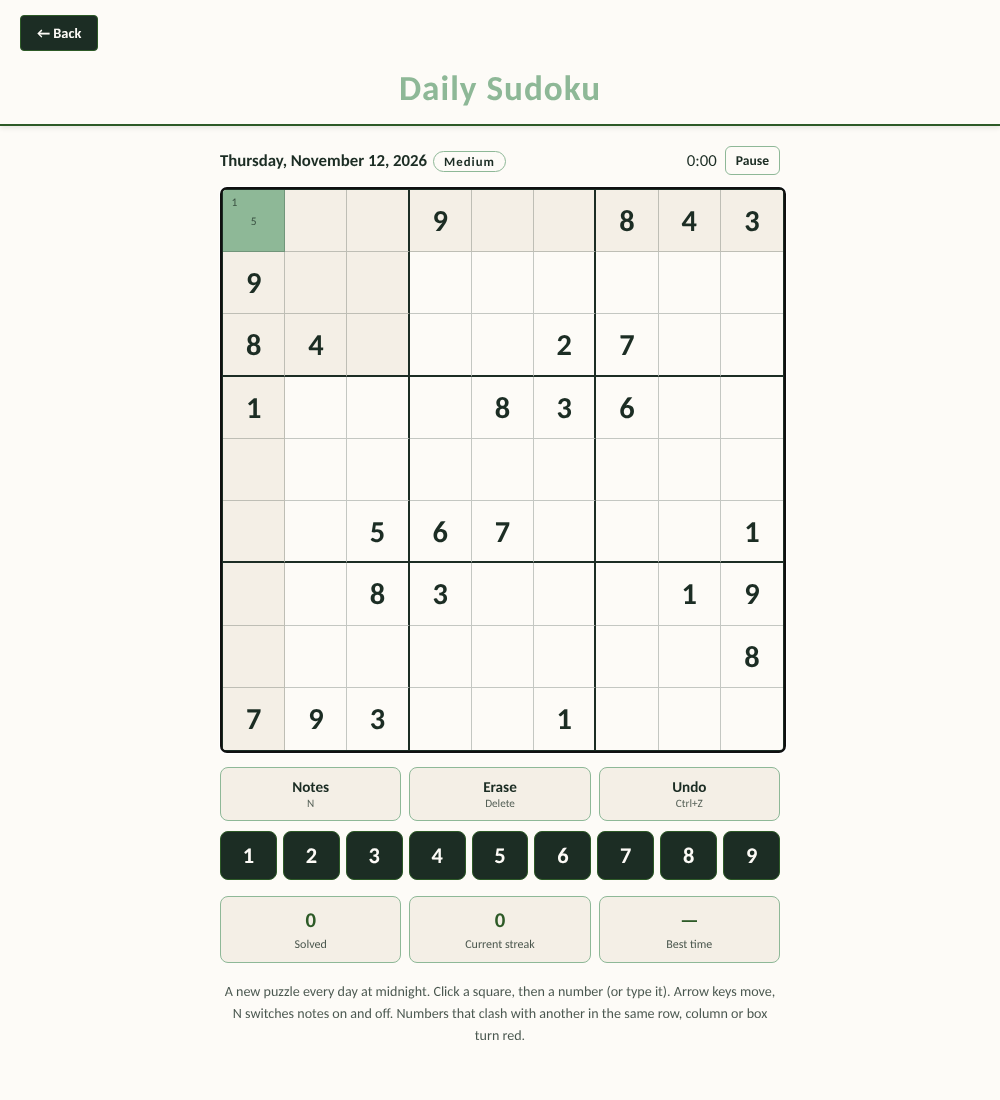 ← Back
Daily Sudoku
Thursday, November 12, 2026 Medium 0:00 Pause
1
5
9 8 4 3
9
8 4 2 7
1 8 3 6
5 6 7 1
8 3 1 9
8
7 9 3 1
Notes Erase Undo
N Delete Ctrl+Z
1 2 3 4 5 6 7 8 9
0 0 —
Solved Current streak Best time
A new puzzle every day at midnight. Click a square, then a number (or type it). Arrow keys move,
N switches notes on and off. Numbers that clash with another in the same row, column or box
turn red.